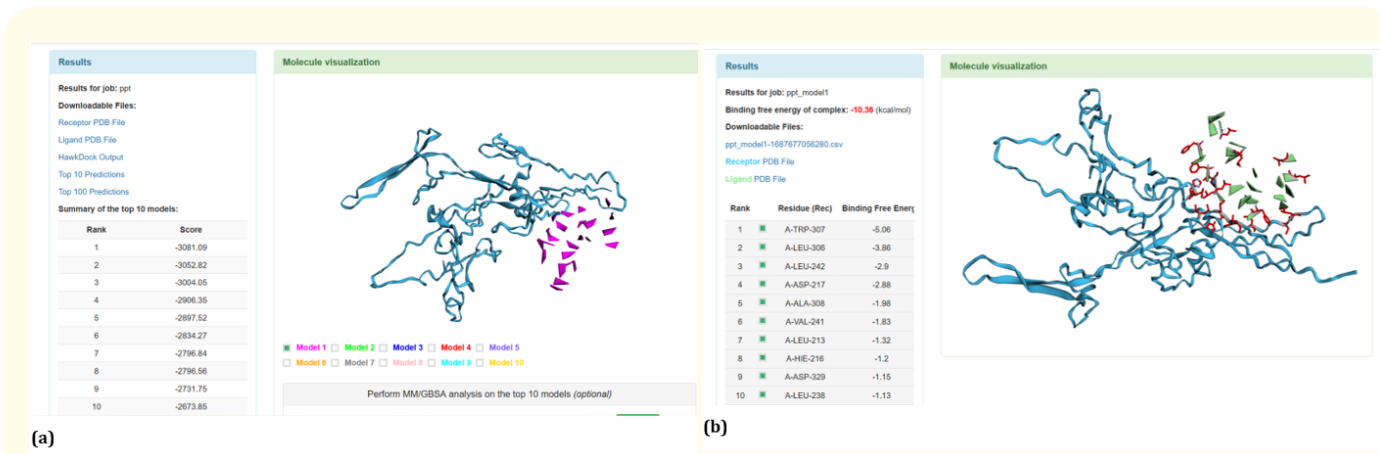 Results
Results for job: ppt
Downloadable Files:
Receptor PDB File
Ligand PDB File
HawkDock Output
Top 10 Predictions
Top 100 Predictions
Summary of the top 10 models:
Rank Score
1 -3081.09
2 -3052.82
3 -3004.05
4 -2906.35
5 -2897.52
6 -2834.27
7 -2796.84
8 -2796.56
9 -2731.75
10 -2673.85
Molecule visualization
Model 1 Model 2 Model 3 Model 4 Model 5
Model 6 Model 7 Model 8 Model 9 Model 10
Perform MM/GBSA analysis on the top 10 models (optional)
(a)
Results
Results for job: ppt_model1
Binding free energy of complex: -10.36 (kcal/mol)
Downloadable Files:
ppt_model1-1687677056280.csv
Receptor PDB File
Ligand PDB File
Rank Residue (Rec) Binding Free Energ
1 A-TRP-307 -5.06
2 A-LEU-306 -3.86
3 A-LEU-242 -2.9
4 A-ASP-217 -2.88
5 A-ALA-308 -1.98
6 A-VAL-241 -1.83
7 A-LEU-213 -1.32
8 A-HIE-216 -1.2
9 A-ASP-329 -1.15
10 A-LEU-238 -1.13
Molecule visualization
(b)